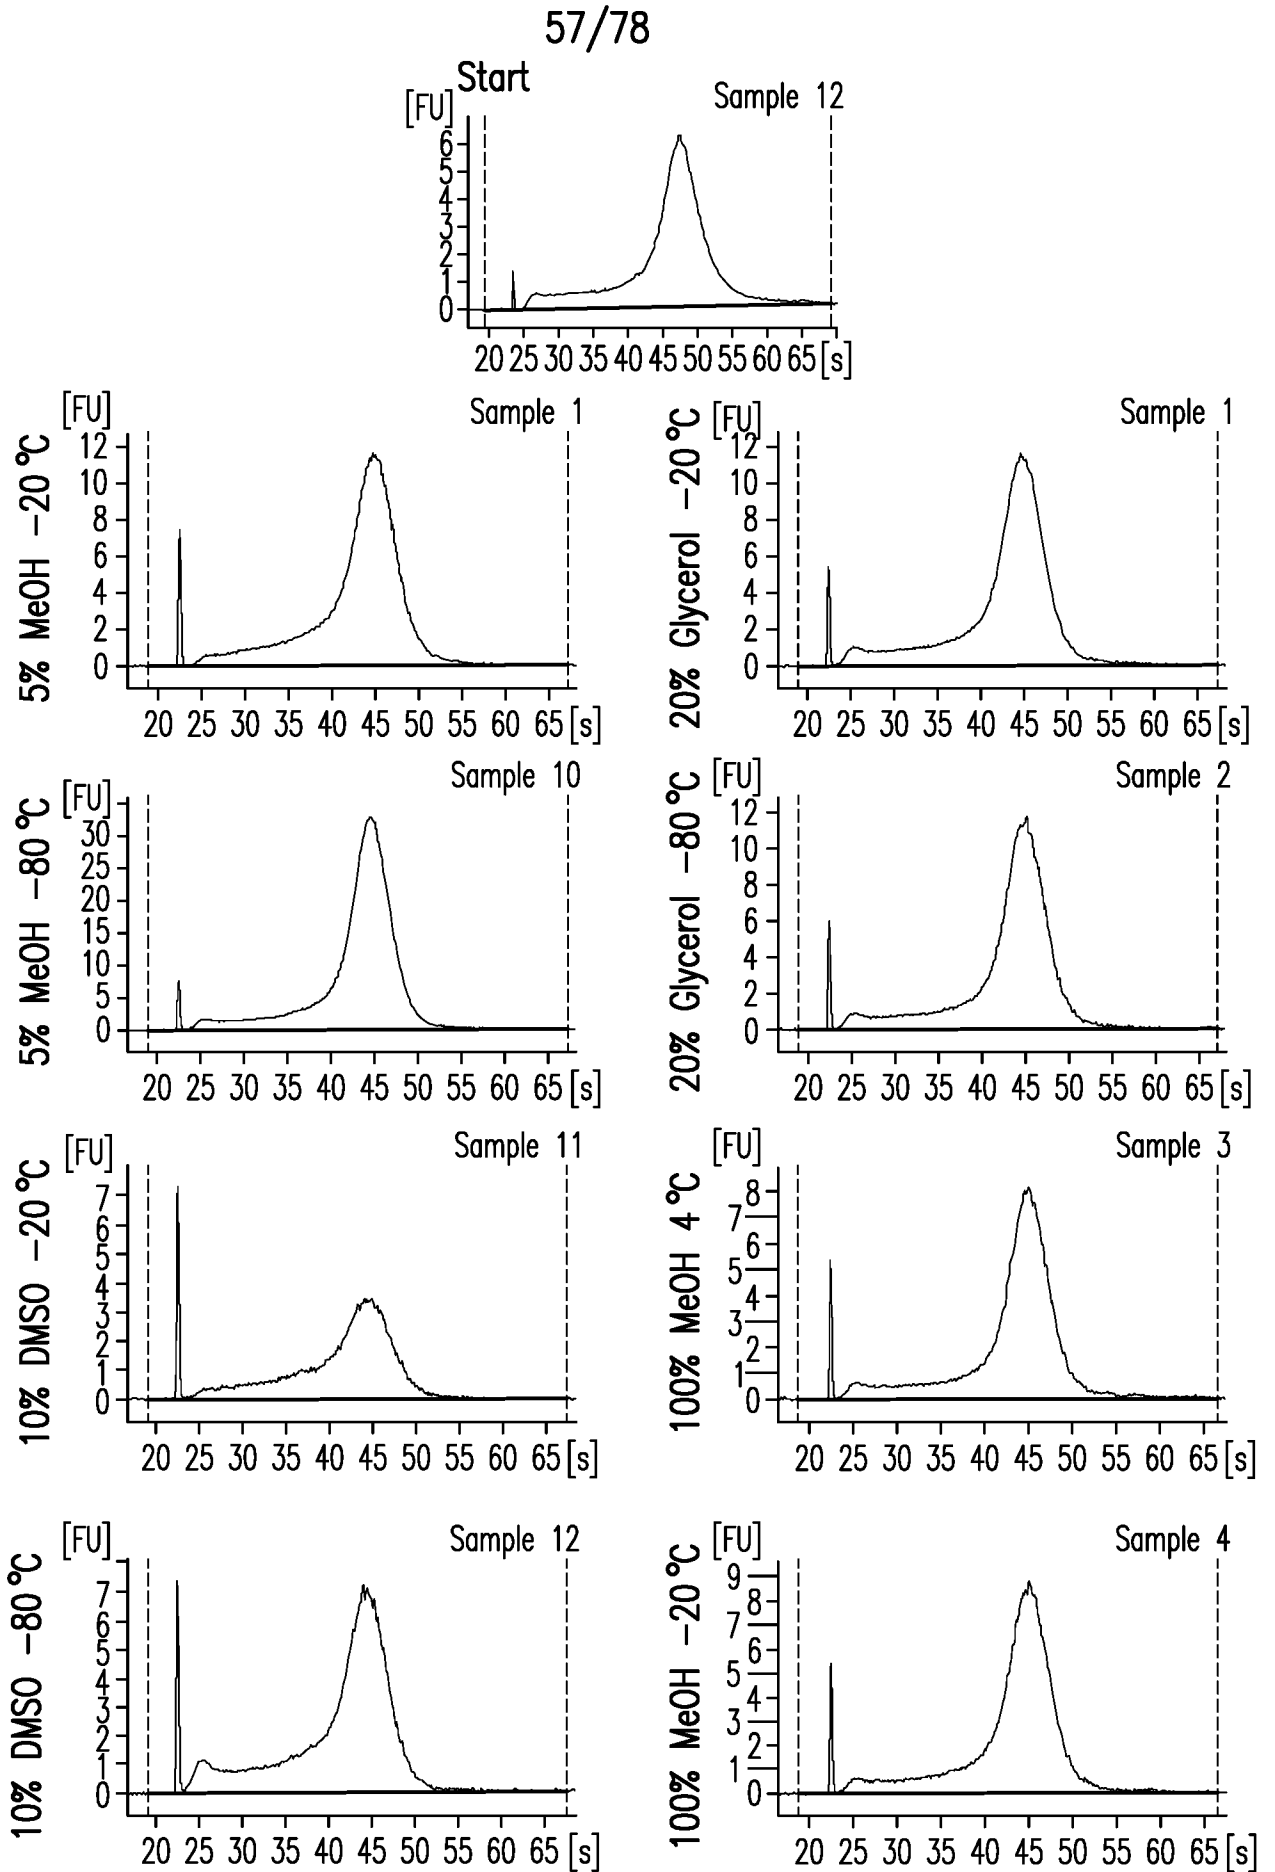 57/78
Start
[FU]
Sample 12
6
5
4
3
2
1
0
20 25 30 35 40 45 50 55 60 65 [s]
5% MeOH -20°C
[FU]
Sample 1
12
10
8
6
4
2
0
20 25 30 35 40 45 50 55 60 65 [s]
20% Glycerol -20°C
[FU]
Sample 1
12
10
8
6
4
2
0
20 25 30 35 40 45 50 55 60 65 [s]
5% MeOH -80°C
[FU]
Sample 10
30
25
20
15
10
5
0
20 25 30 35 40 45 50 55 60 65 [s]
20% Glycerol -80°C
[FU]
Sample 2
12
10
8
6
4
2
0
20 25 30 35 40 45 50 55 60 65 [s]
10% DMSO -20°C
[FU]
Sample 11
7
6
5
4
3
2
1
0
20 25 30 35 40 45 50 55 60 65 [s]
100% MeOH 4°C
[FU]
Sample 3
8
7
6
5
4
3
2
1
0
20 25 30 35 40 45 50 55 60 65 [s]
10% DMSO -80°C
[FU]
Sample 12
7
6
5
4
3
2
1
0
20 25 30 35 40 45 50 55 60 65 [s]
100% MeOH -20°C
[FU]
Sample 4
9
8
7
6
5
4
3
2
1
0
20 25 30 35 40 45 50 55 60 65 [s]